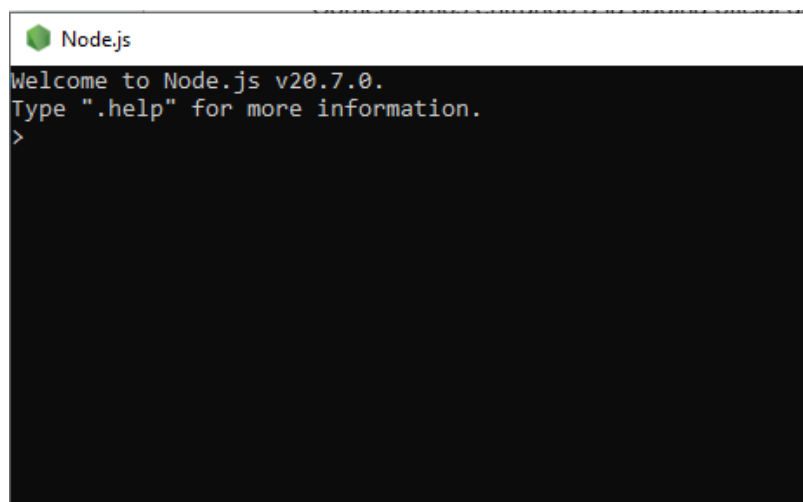 Node.js
Welcome to Node.js v20.7.0.
Type ".help" for more information.
>